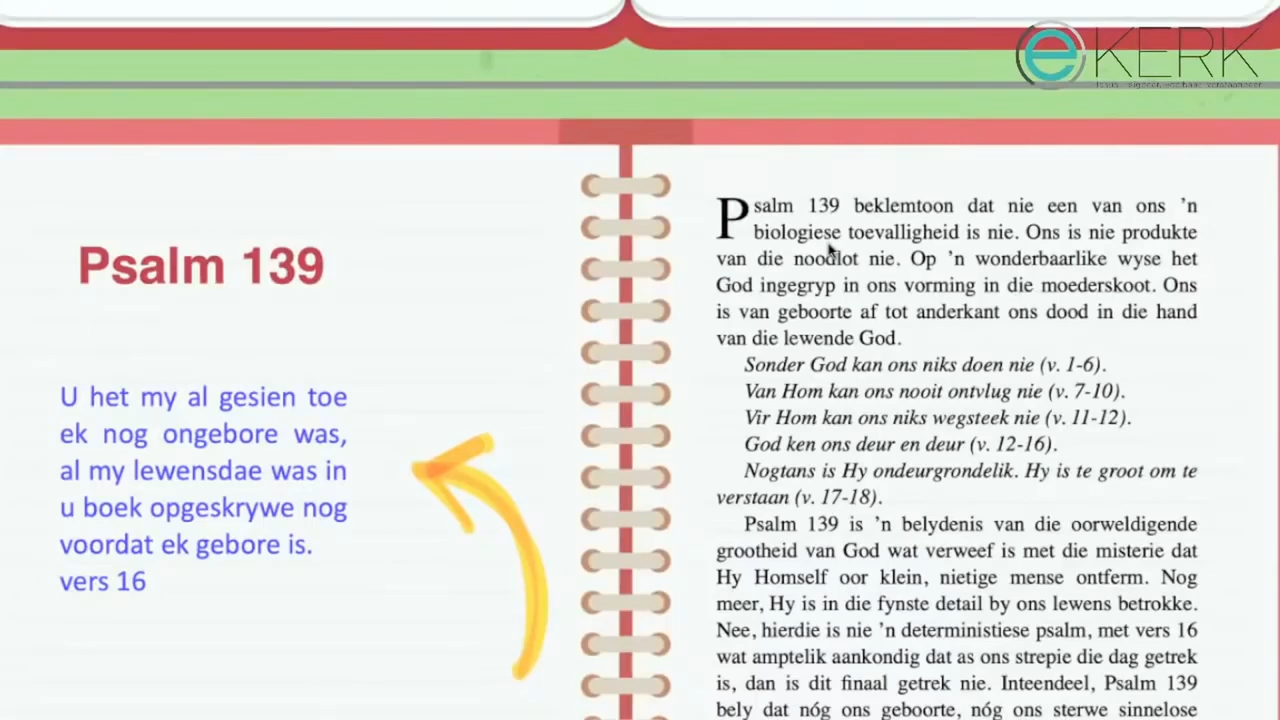 eKERK
Psalm 139
U het my al gesien toe
ek nog ongebore was,
al my lewensdae was in
u boek opgeskrywe nog
voordat ek gebore is.
vers 16
Psalm 139 beklemtoon dat nie een van ons ’n
biologiese toevalligheid is nie. Ons is nie produkte
van die noodlot nie. Op ’n wonderbaarlike wyse het
God ingegryp in ons vorming in die moederskoot. Ons
is van geboorte af tot anderkant ons dood in die hand
van die lewende God.
Sonder God kan ons niks doen nie (v. 1-6).
Van Hom kan ons nooit ontvlug nie (v. 7-10).
Vir Hom kan ons niks wegsteek nie (v. 11-12).
God ken ons deur en deur (v. 12-16).
Nogtans is Hy ondeurgrondelik. Hy is te groot om te
verstaan (v. 17-18).
Psalm 139 is ’n belydenis van die oorweldigende
grootheid van God wat verweef is met die misterie dat
Hy Homself oor klein, nietige mense ontferm. Nog
meer, Hy is in die fynste detail by ons lewens betrokke.
Nee, hierdie is nie ’n deterministiese psalm, met vers 16
wat amptelik aankondig dat as ons strepie die dag getrek
is, dan is dit finaal getrek nie. Inteendeel, Psalm 139
bely dat nóg ons geboorte, nóg ons sterwe sinnelose